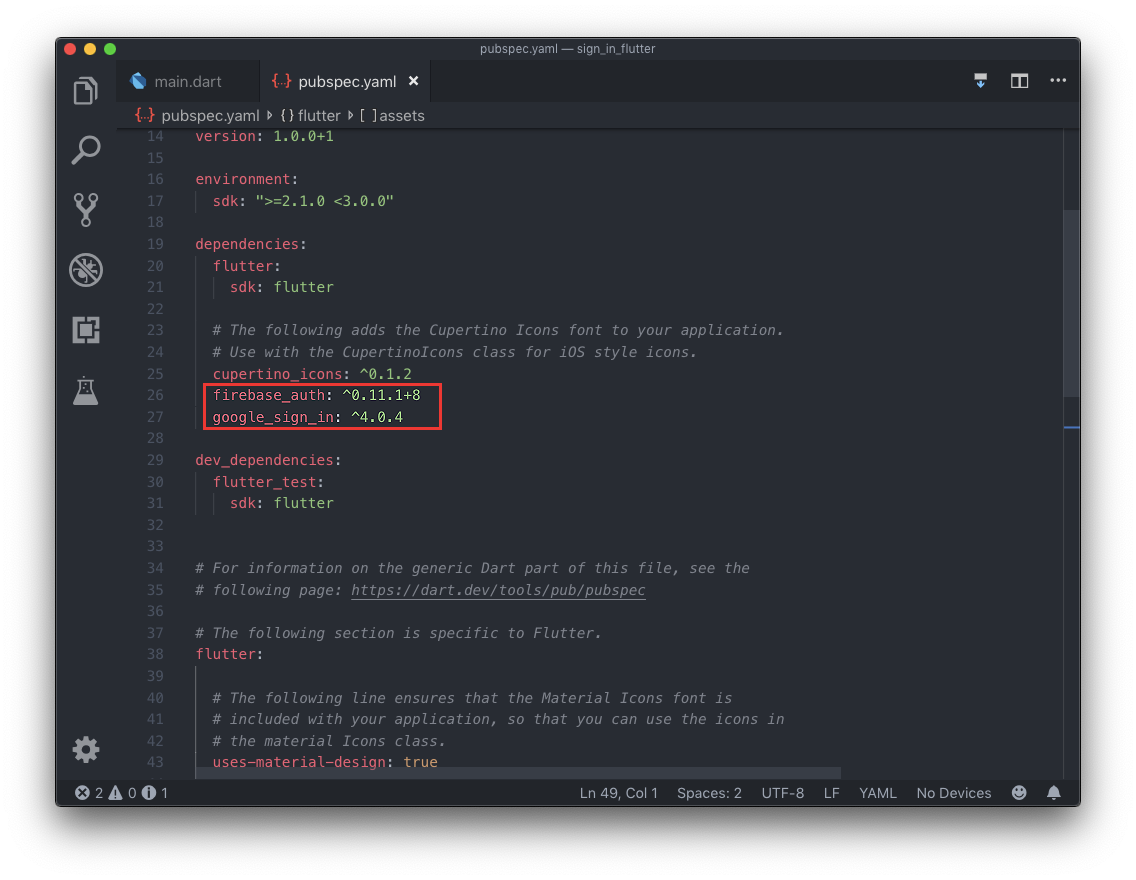 pubspec.yaml — sign_in_flutter
main.dart
{..} pubspec.yaml ×
{..} pubspec.yaml {} flutter [ ] assets
14 version: 1.0.0+1
15
16 environment:
17 sdk: ">=2.1.0 <3.0.0"
18
19 dependencies:
20 flutter:
21 sdk: flutter
22
23 # The following adds the Cupertino Icons font to your application.
24 # Use with the CupertinoIcons class for iOS style icons.
25 cupertino_icons: ^0.1.2
26 firebase_auth: ^0.11.1+8
27 google_sign_in: ^4.0.4
28
29 dev_dependencies:
30 flutter_test:
31 sdk: flutter
32
33
34 # For information on the generic Dart part of this file, see the
35 # following page: https://dart.dev/tools/pub/pubspec
36
37 # The following section is specific to Flutter.
38 flutter:
39
40 # The following line ensures that the Material Icons font is
41 # included with your application, so that you can use the icons in
42 # the material Icons class.
43 uses-material-design: true
2 0 1 Ln 49, Col 1 Spaces: 2 UTF-8 LF YAML No Devices